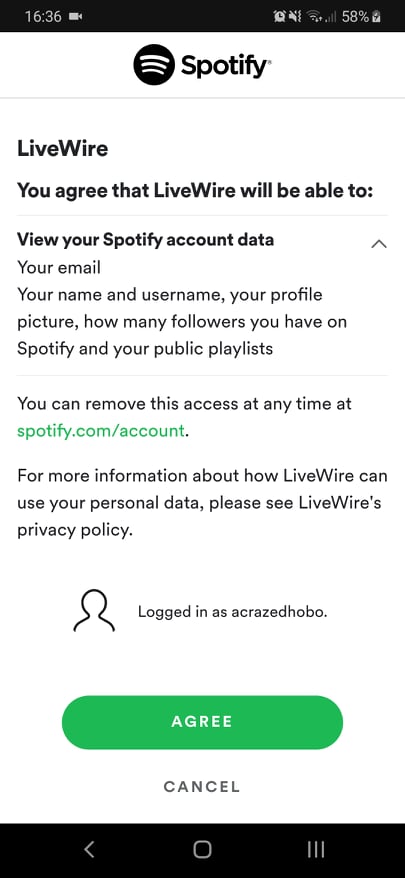 16:36 58%
Spotify®
LiveWire
You agree that LiveWire will be able to:
View your Spotify account data
Your email
Your name and username, your profile
picture, how many followers you have on
Spotify and your public playlists
You can remove this access at any time at
spotify.com/account.
For more information about how LiveWire can
use your personal data, please see LiveWire's
privacy policy.
Logged in as acrazedhobo.
AGREE
CANCEL